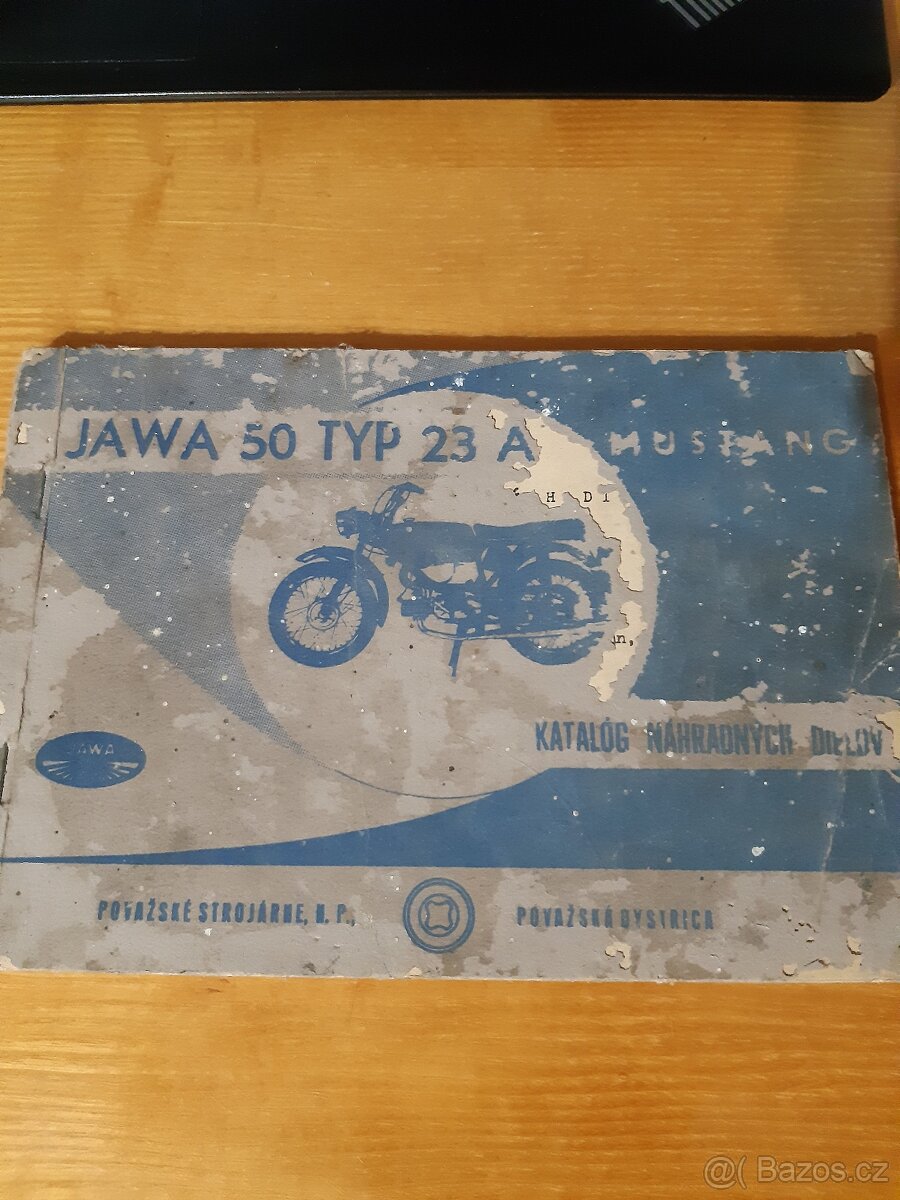 JAWA 50 TYP 23 A MUSTANG
H D I
n,
KATALÓG NÁHRADNÝCH DIELOV
JAWA
POVAŽSKÉ STROJÁRNE, N. P., POVAŽSKÁ BYSTRICA
@( Bazos.cz